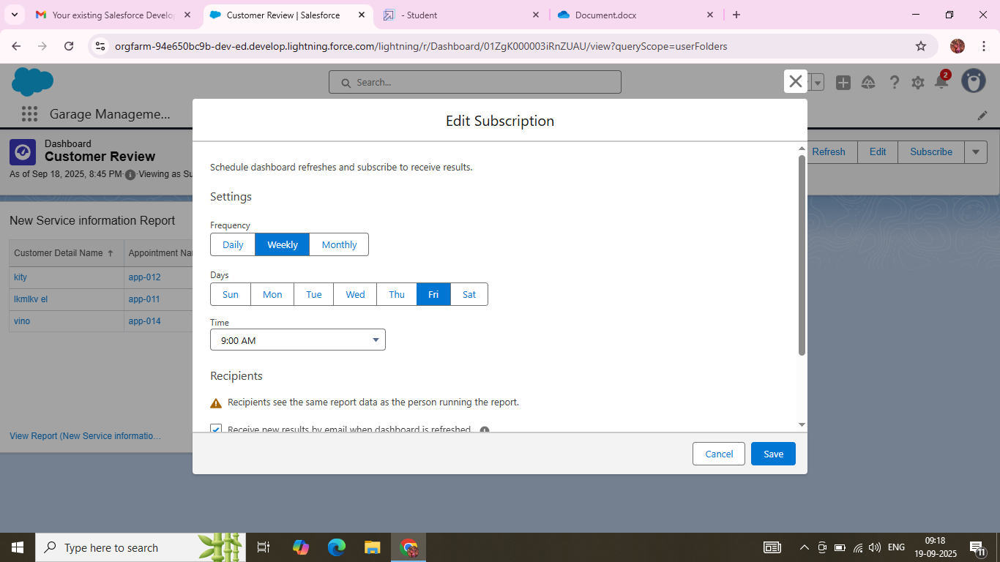 Your existing Salesforce Develo
Customer Review | Salesforce
- Student
Document.docx
orgfarm-94e650bc9b-dev-ed.develop.lightning.force.com/lightning/r/Dashboard/01ZgK000003iRnZUAU/view?queryScope=userFolders
Search...
2
Garage Manageme...
Dashboard
Customer Review
As of Sep 18, 2025, 8:45 PM·Viewing as Su
Refresh
Edit
Subscribe
New Service information Report
Customer Detail Name
Appointment Na
kity
app-012
lkmlkv el
app-011
vino
app-014
View Report (New Service informatio...
Edit Subscription
Schedule dashboard refreshes and subscribe to receive results.
Settings
Frequency
Daily
Weekly
Monthly
Days
Sun
Mon
Tue
Wed
Thu
Fri
Sat
Time
9:00 AM
Recipients
Recipients see the same report data as the person running the report.
Receive new results by email when dashboard is refreshed
Cancel
Save
Type here to search
ENG
09:18
19-09-2025
11